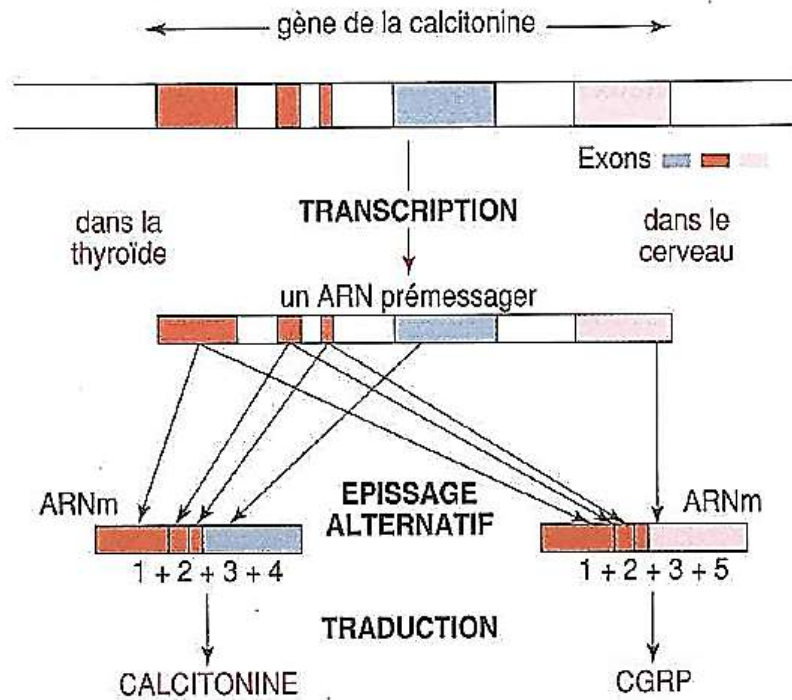 gène de la calcitonine
Exons
TRANSCRIPTION
dans la
thyroïde
dans le
cerveau
un ARN prémessager
EPISSAGE
ALTERNATIF
ARNm
ARNm
1 + 2 + 3 + 4
1 + 2 + 3 + 5
TRADUCTION
CALCITONINE
CGRP